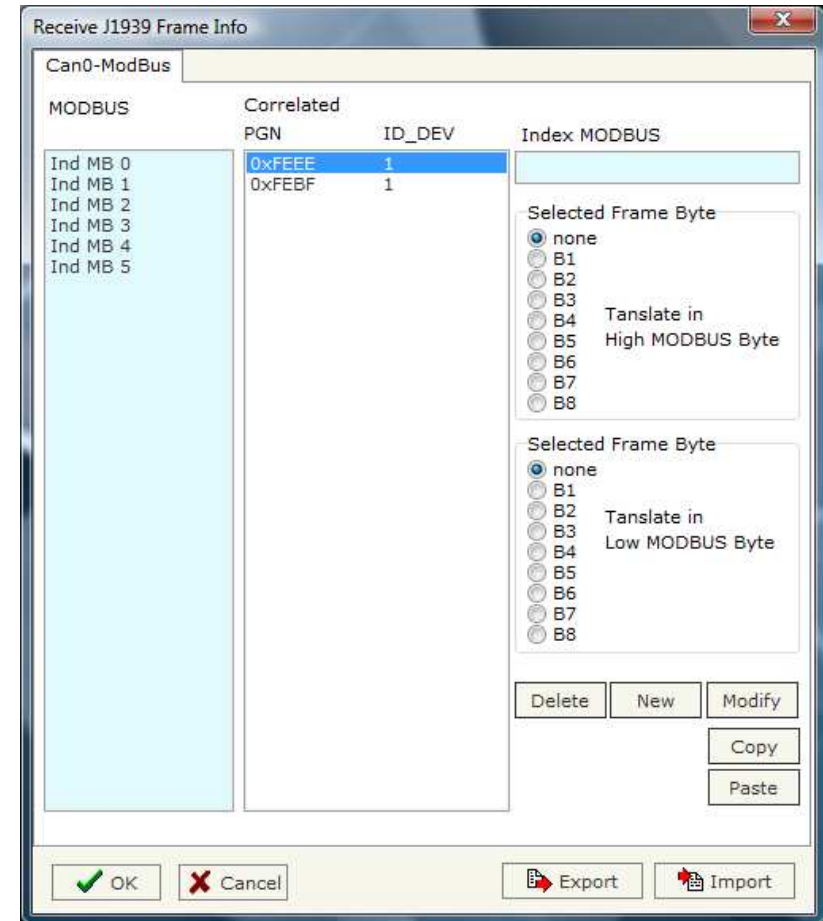 Receive J1939 Frame Info
Can0-ModBus
MODBUS
Ind MB 0
Ind MB 1
Ind MB 2
Ind MB 3
Ind MB 4
Ind MB 5
Correlated
PGN ID_DEV
0xFEEE 1
0xFEBF 1
Index MODBUS
Selected Frame Byte
none
B1
B2
B3
B4
B5
B6
B7
B8
Tanslate in
High MODBUS Byte
Selected Frame Byte
none
B1
B2
B3
B4
B5
B6
B7
B8
Tanslate in
Low MODBUS Byte
Delete New Modify
Copy
Paste
OK Cancel Export Import